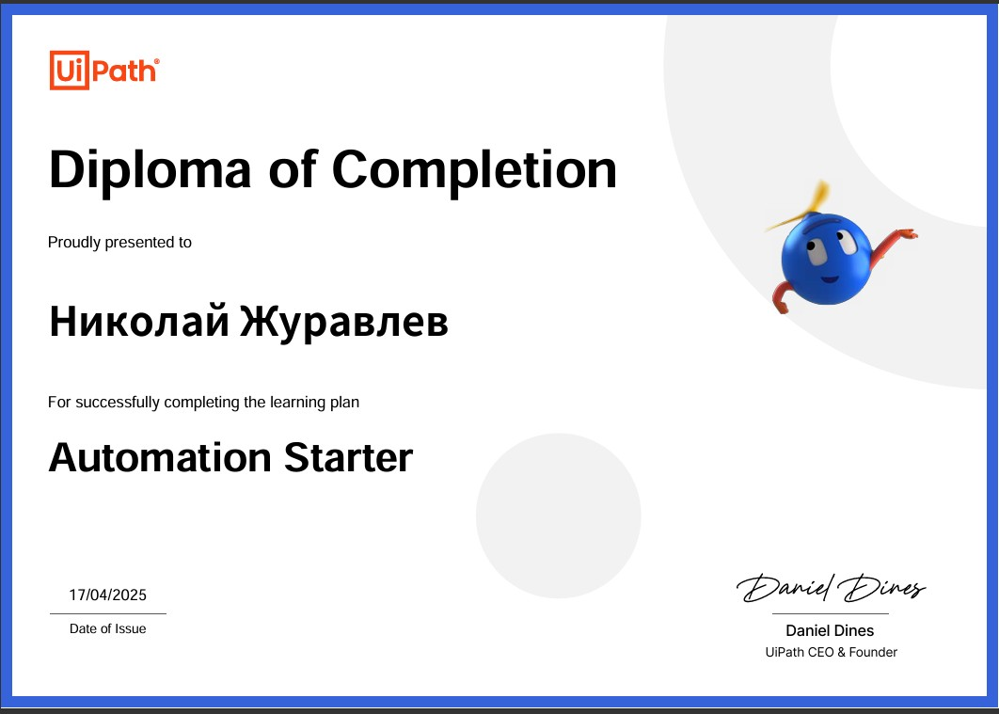 UiPath®
Diploma of Completion
Proudly presented to
Николай Журавлев
For successfully completing the learning plan
Automation Starter
17/04/2025
Date of Issue
Daniel Dines
Daniel Dines
UiPath CEO & Founder